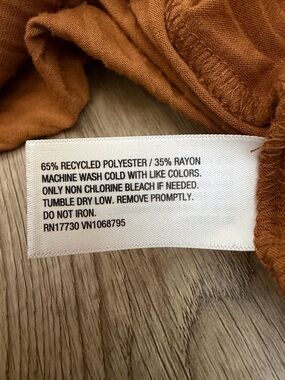 65% RECYCLED POLYESTER / 35% RAYON
MACHINE WASH COLD WITH LIKE COLORS.
ONLY NON CHLORINE BLEACH IF NEEDED.
TUMBLE DRY LOW. REMOVE PROMPTLY.
DO NOT IRON.
RN17730 VN1068795